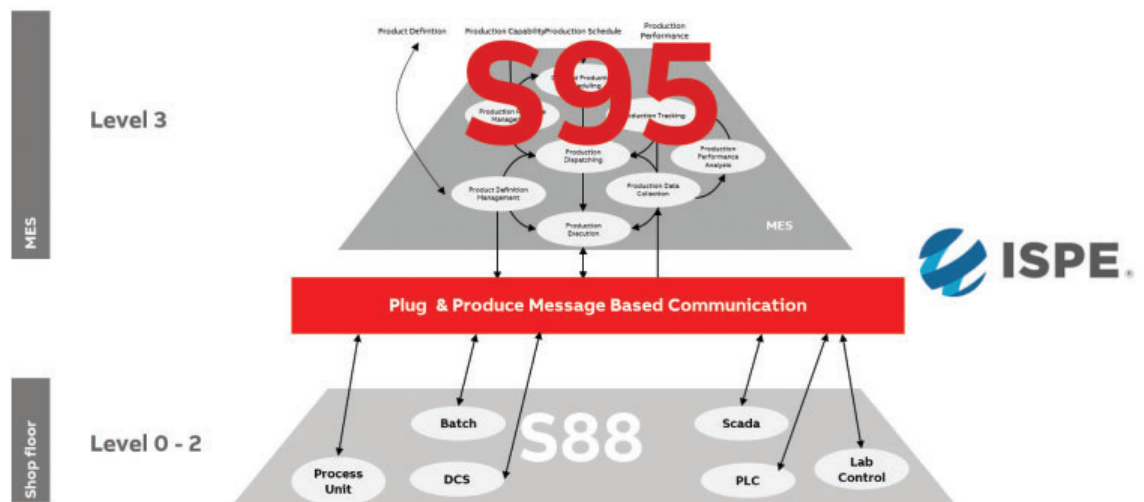 Product Definition
Production Capability
Production Schedule
Production
Performance
S95
Level 3
Production Tracking
Production
Management
Production
Dispatching
Production
Performance
Analysis
Product Definition
Management
Production Data
Collection
Production
Execution
MES
MES
ISPE®
Plug & Produce Message Based Communication
Shop floor
Level 0 - 2
S88
Batch
Scada
Process
Unit
DCS
PLC
Lab
Control